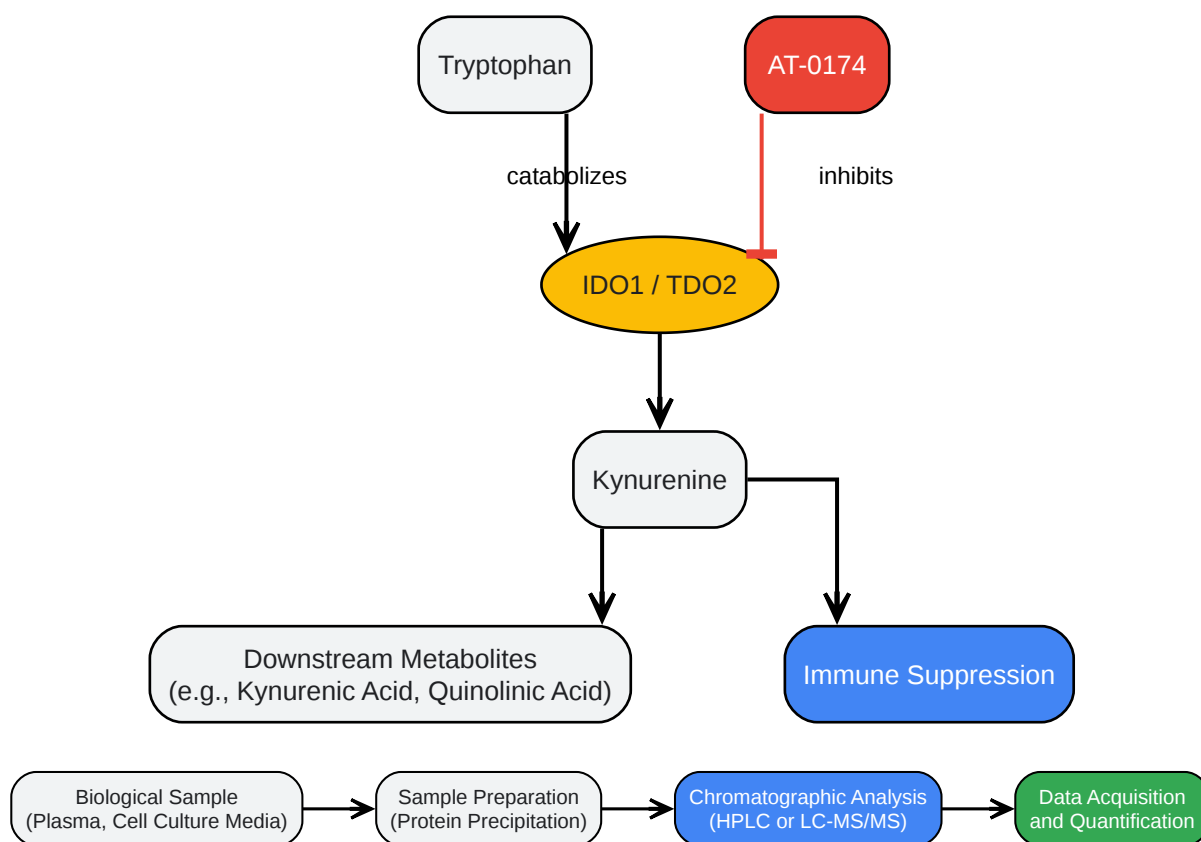 Tryptophan
AT-0174
catabolizes
inhibits
IDO1 / TDO2
Kynurenine
Downstream Metabolites
(e.g., Kynurenic Acid, Quinolinic Acid)
Immune Suppression
Biological Sample
(Plasma, Cell Culture Media)
Sample Preparation
(Protein Precipitation)
Chromatographic Analysis
(HPLC or LC-MS/MS)
Data Acquisition
and Quantification